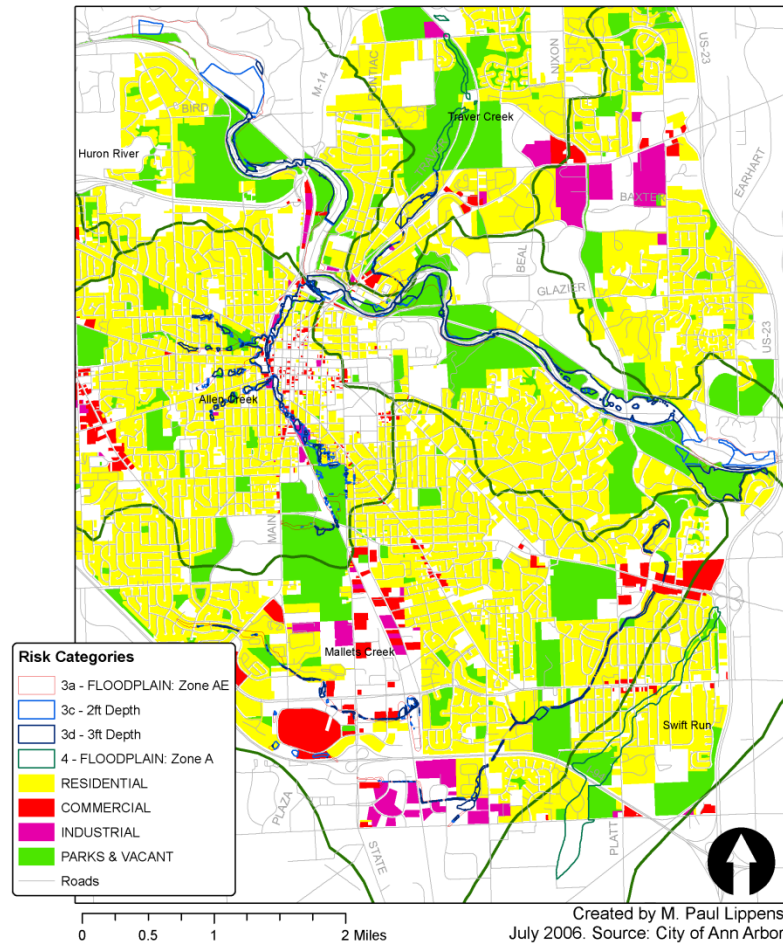 M-14
PONTIAC
NIXON
US-23
BIRD
Traver Creek
Huron River
EARHART
BAXTER
BEAL
GLAZIER
US-23
Allen Creek
MAIN
Mallets Creek
Swift Run
PLAZA
STATE
PLATT
Risk Categories
3a - FLOODPLAIN: Zone AE
3c - 2ft Depth
3d - 3ft Depth
4 - FLOODPLAIN: Zone A
RESIDENTIAL
COMMERCIAL
INDUSTRIAL
PARKS & VACANT
Roads
0 0.5 1 2 Miles
Created by M. Paul Lippens
July 2006. Source: City of Ann Arbor